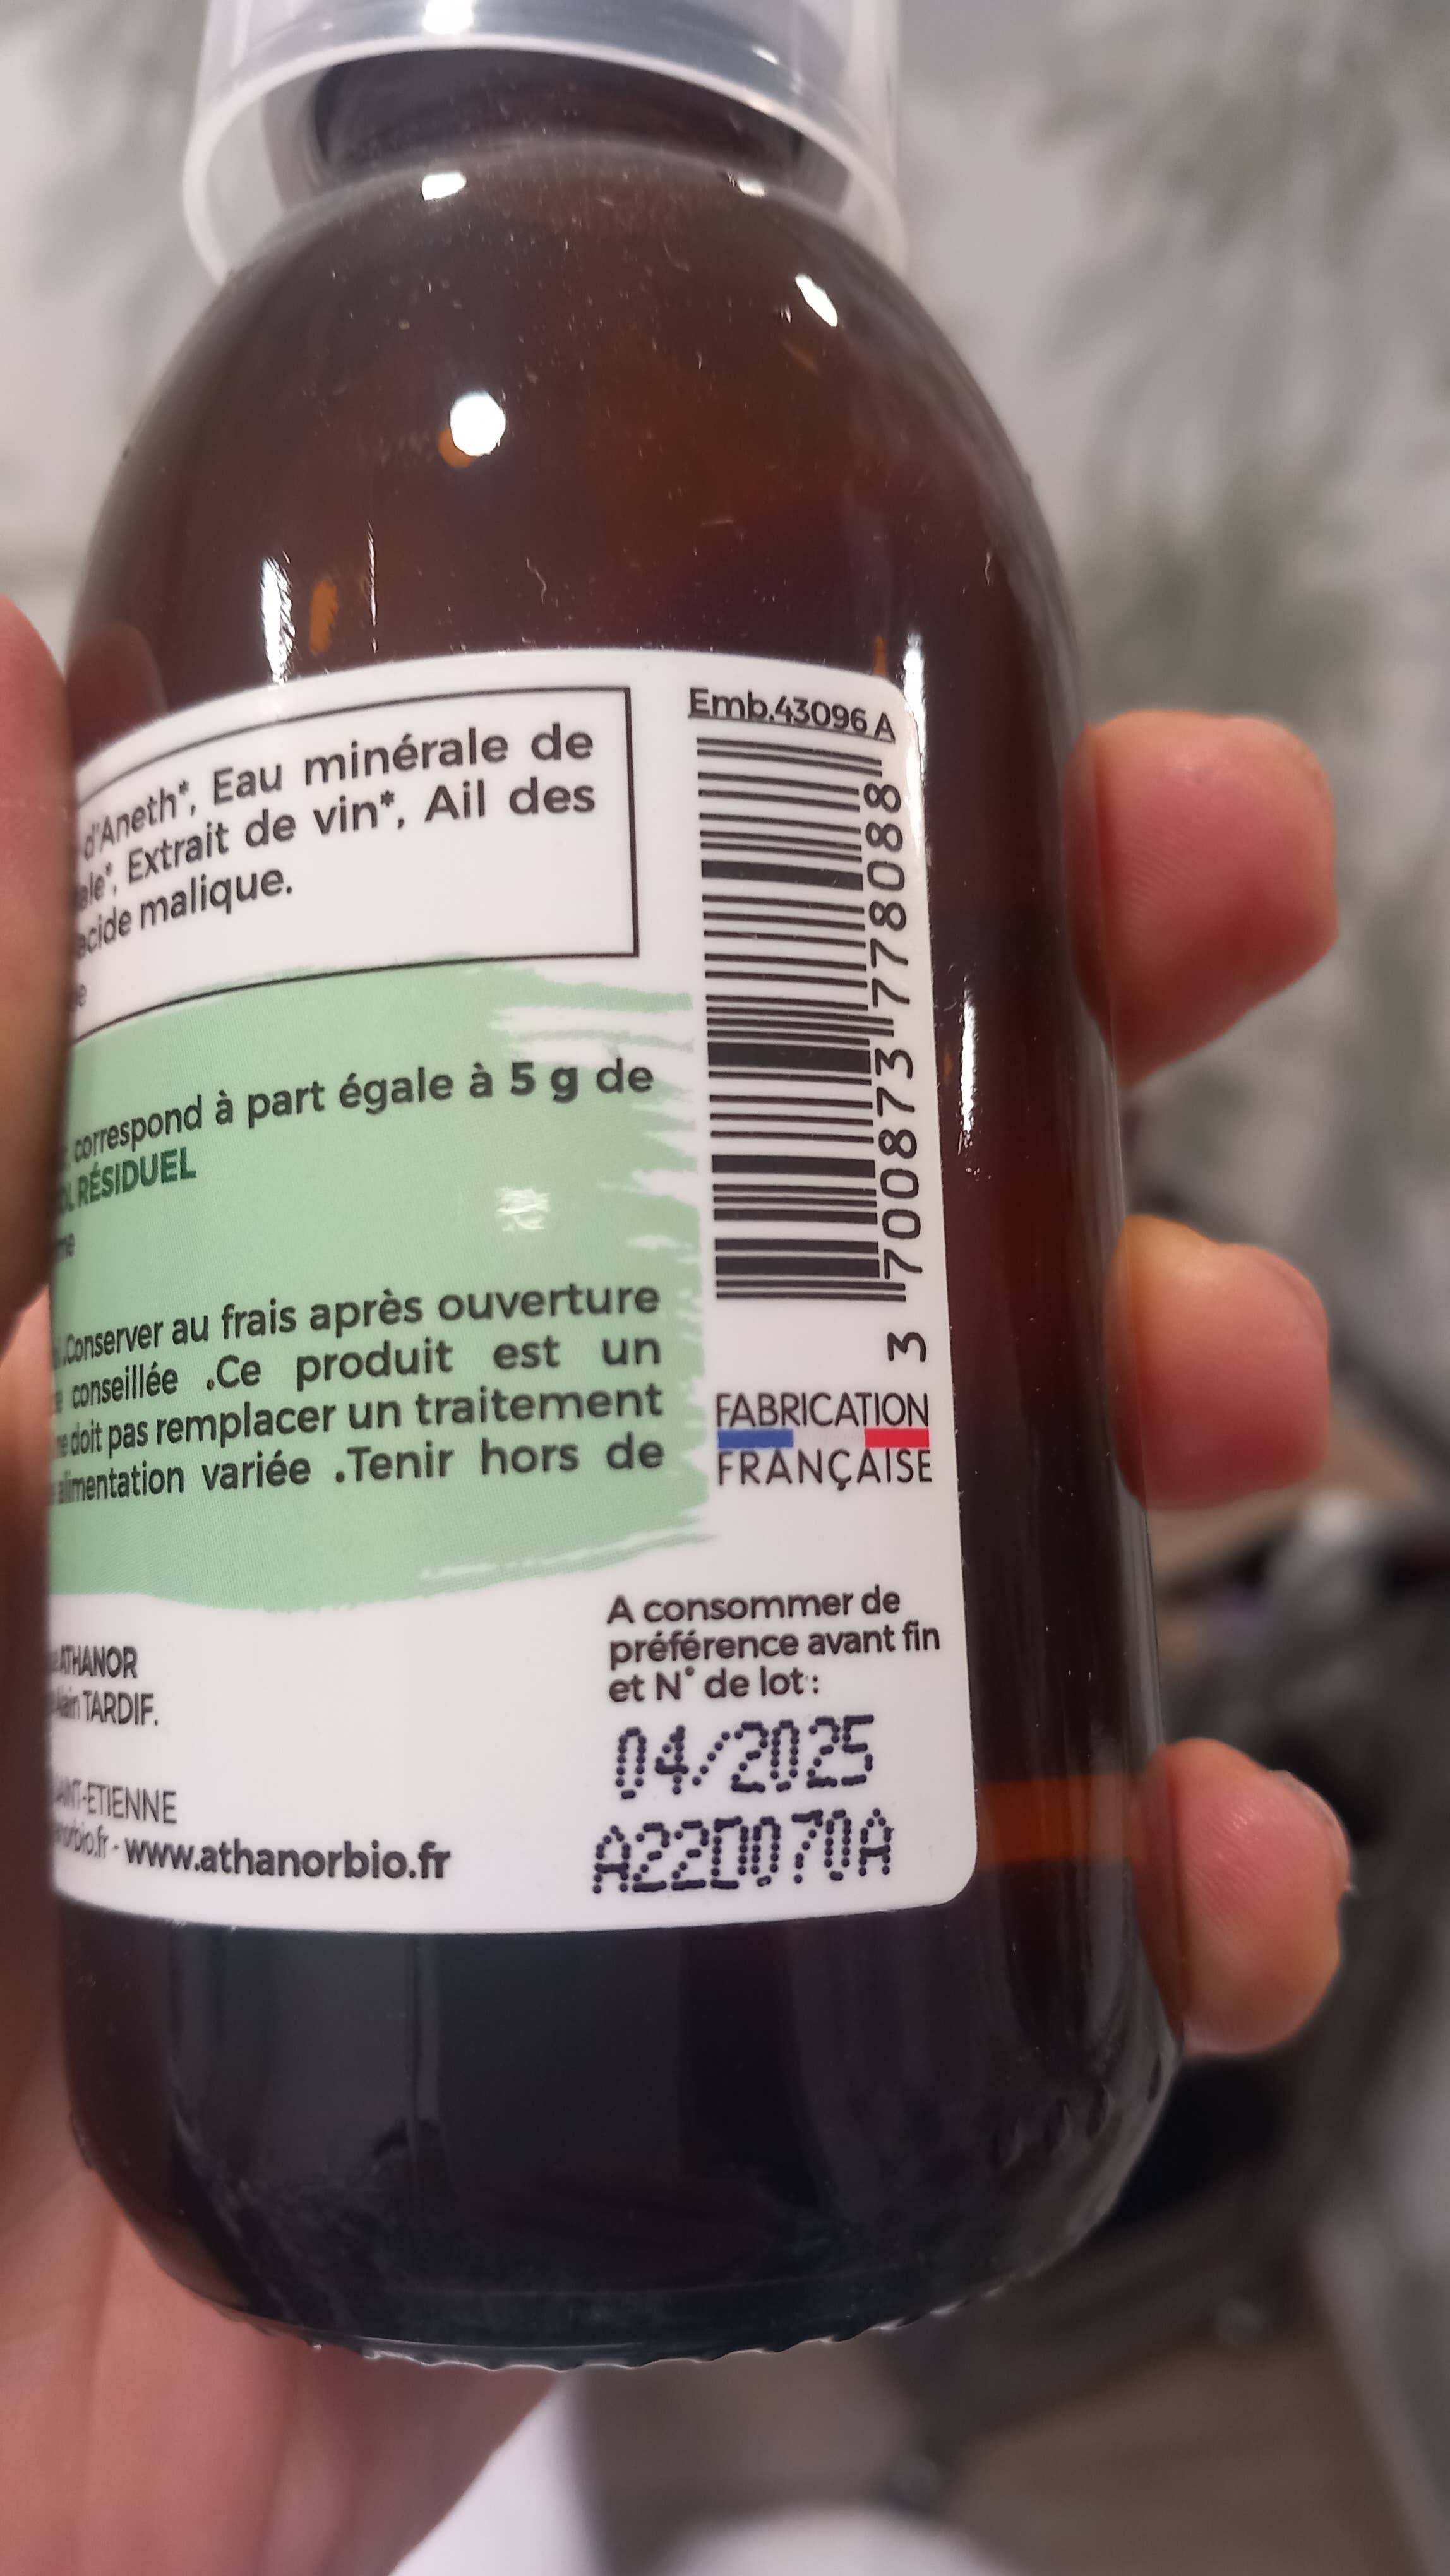 d'Aneth*, Eau minérale de
Extrait de vin*, Ail des
acide malique.
correspond à part égale à 5 g de
RÉSIDUEL
.Conserver au frais après ouverture
conseillée .Ce produit est un
ne doit pas remplacer un traitement
alimentation variée .Tenir hors de
ATHANOR
Alain TARDIF.
SAINT-ETIENNE
www.athanorbio.fr
Emb.43096 A
3 700873 778088
FABRICATION
FRANÇAISE
A consommer de
préférence avant fin
et N° de lot :
04/2025
A22D070A